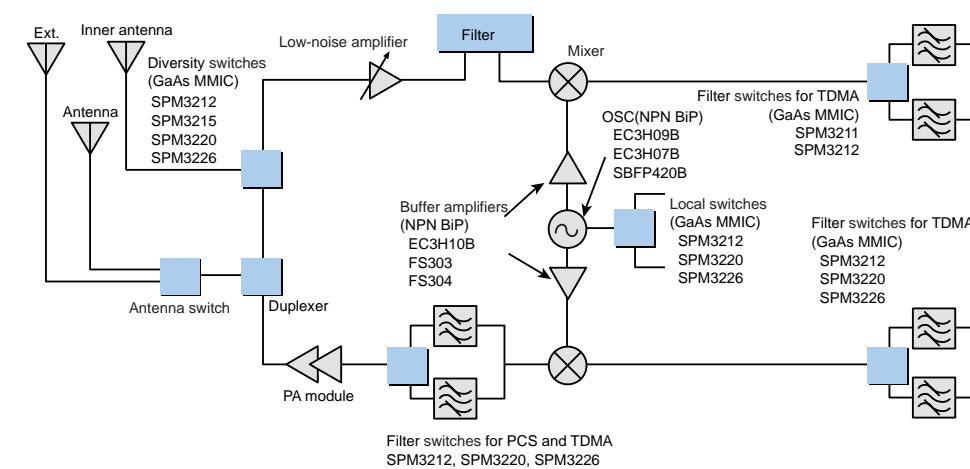 Ext.
Inner antenna
Antenna
Diversity switches
(GaAs MMIC)
SPM3212
SPM3215
SPM3220
SPM3226
Low-noise amplifier
Filter
Mixer
Filter switches for TDMA
(GaAs MMIC)
SPM3211
SPM3212
OSC(NPN BiP)
EC3H09B
EC3H07B
SBFP420B
Buffer amplifiers
(NPN BiP)
EC3H10B
FS303
FS304
Local switches
(GaAs MMIC)
SPM3212
SPM3220
SPM3226
Filter switches for TDMA
(GaAs MMIC)
SPM3212
SPM3220
SPM3226
Antenna switch
Duplexer
PA module
Filter switches for PCS and TDMA
SPM3212, SPM3220, SPM3226